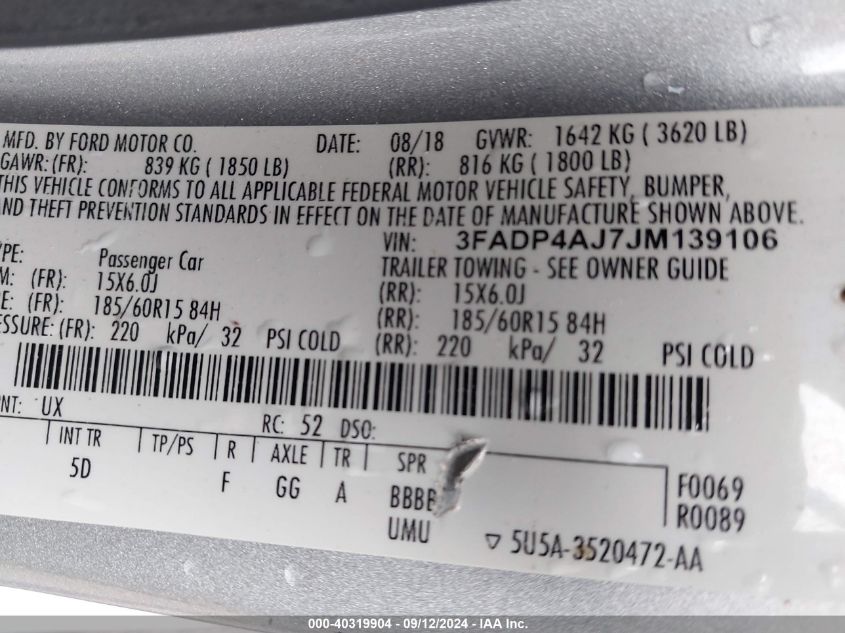 MFD. BY FORD MOTOR CO. DATE: 08/18 GVWR: 1642 KG ( 3620 LB)
GAWR:(FR): 839 KG ( 1850 LB) (RR): 816 KG ( 1800 LB)
THIS VEHICLE CONFORMS TO ALL APPLICABLE FEDERAL MOTOR VEHICLE SAFETY, BUMPER,
AND THEFT PREVENTION STANDARDS IN EFFECT ON THE DATE OF MANUFACTURE SHOWN ABOVE.
VIN: 3FADP4AJ7JM139106
PE: Passenger Car TRAILER TOWING - SEE OWNER GUIDE
M: (FR): 15X6.0J (RR): 15X6.0J
E: (FR): 185/60R15 84H (RR): 185/60R15 84H
ESSURE: (FR): 220 kPa/ 32 PSI COLD (RR): 220 kPa/ 32 PSI COLD
NT: UX RC: 52 DSO:
INT TR TP/PS R AXLE TR SPR
5D F GG A BBBB F0069
UMU R0089
5U5A-3520472-AA
000-40319904 - 09/12/2024 - IAA Inc.